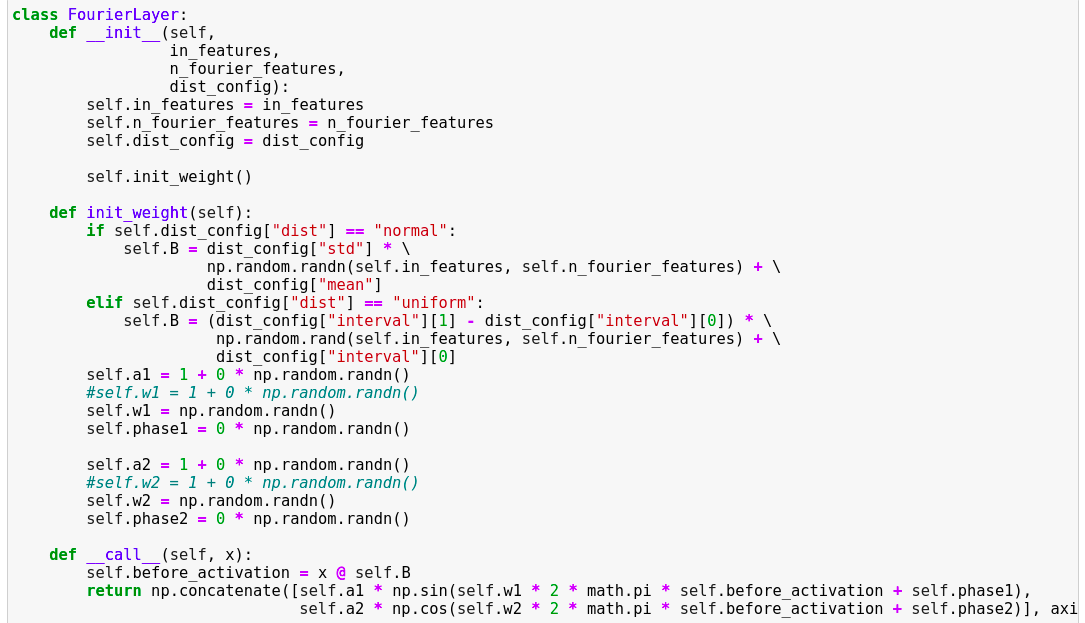 class FourierLayer:
    def __init__(self,
                 in_features,
                 n_fourier_features,
                 dist_config):
        self.in_features = in_features
        self.n_fourier_features = n_fourier_features
        self.dist_config = dist_config

        self.init_weight()

    def init_weight(self):
        if self.dist_config["dist"] == "normal":
            self.B = dist_config["std"] * \
                     np.random.randn(self.in_features, self.n_fourier_features) + \
                     dist_config["mean"]
        elif self.dist_config["dist"] == "uniform":
            self.B = (dist_config["interval"][1] - dist_config["interval"][0]) * \
                      np.random.rand(self.in_features, self.n_fourier_features) + \
                      dist_config["interval"][0]
        self.a1 = 1 + 0 * np.random.randn()
        #self.w1 = 1 + 0 * np.random.randn()
        self.w1 = np.random.randn()
        self.phase1 = 0 * np.random.randn()

        self.a2 = 1 + 0 * np.random.randn()
        #self.w2 = 1 + 0 * np.random.randn()
        self.w2 = np.random.randn()
        self.phase2 = 0 * np.random.randn()

    def __call__(self, x):
        self.before_activation = x @ self.B
        return np.concatenate([self.a1 * np.sin(self.w1 * 2 * math.pi * self.before_activation + self.phase1),
                               self.a2 * np.cos(self.w2 * 2 * math.pi * self.before_activation + self.phase2)], axi